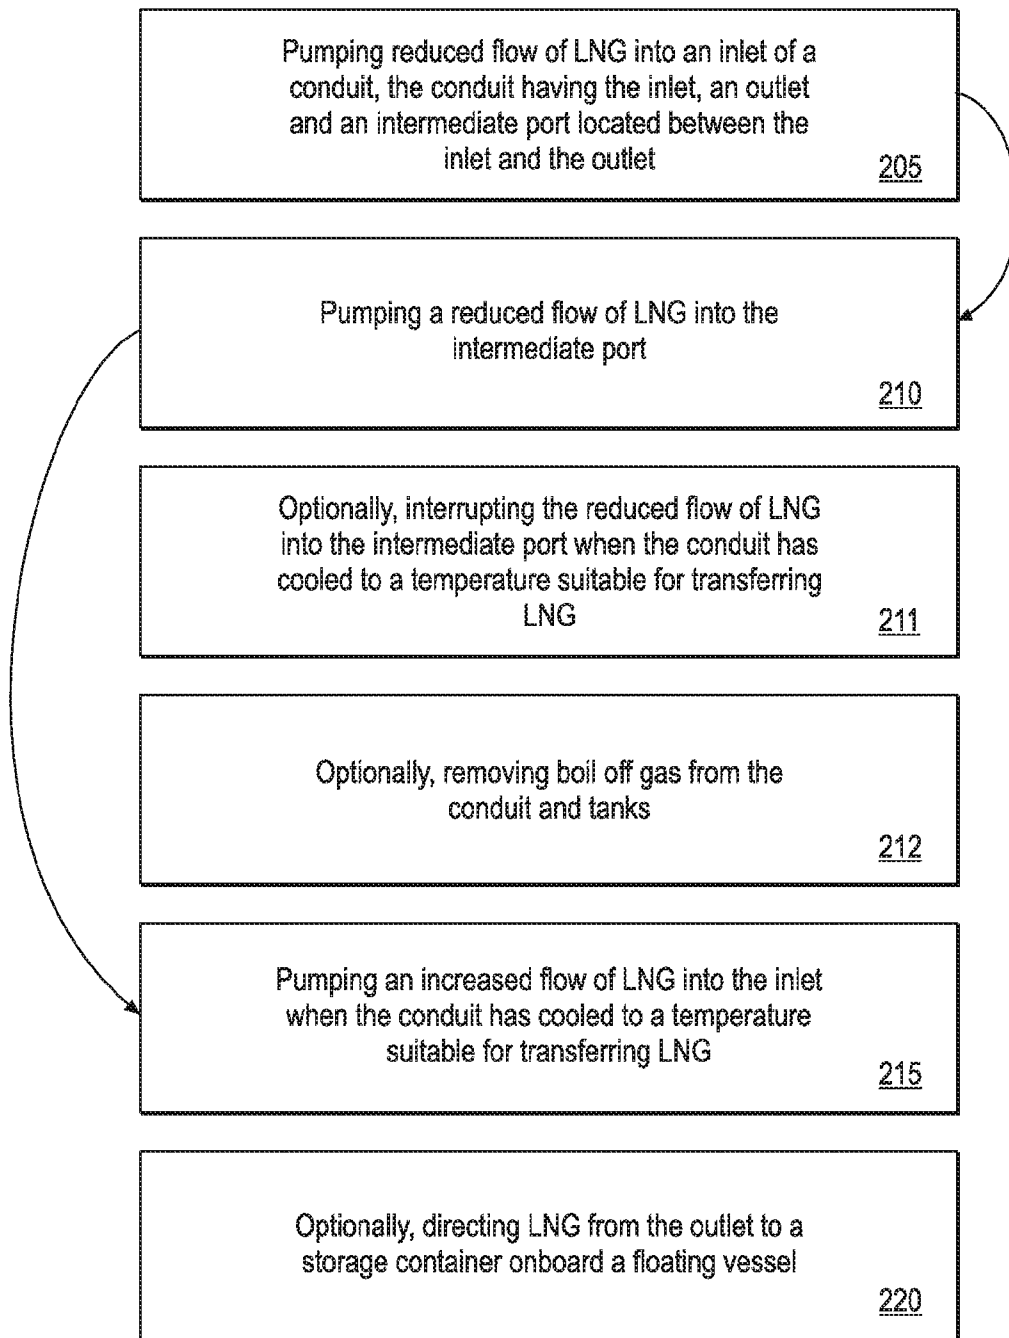 Pumping reduced flow of LNG into an inlet of a
conduit, the conduit having the inlet, an outlet
and an intermediate port located between the
inlet and the outlet
205
Pumping a reduced flow of LNG into the
intermediate port
210
Optionally, interrupting the reduced flow of LNG
into the intermediate port when the conduit has
cooled to a temperature suitable for transferring
LNG
211
Optionally, removing boil off gas from the
conduit and tanks
212
Pumping an increased flow of LNG into the inlet
when the conduit has cooled to a temperature
suitable for transferring LNG
215
Optionally, directing LNG from the outlet to a
storage container onboard a floating vessel
220